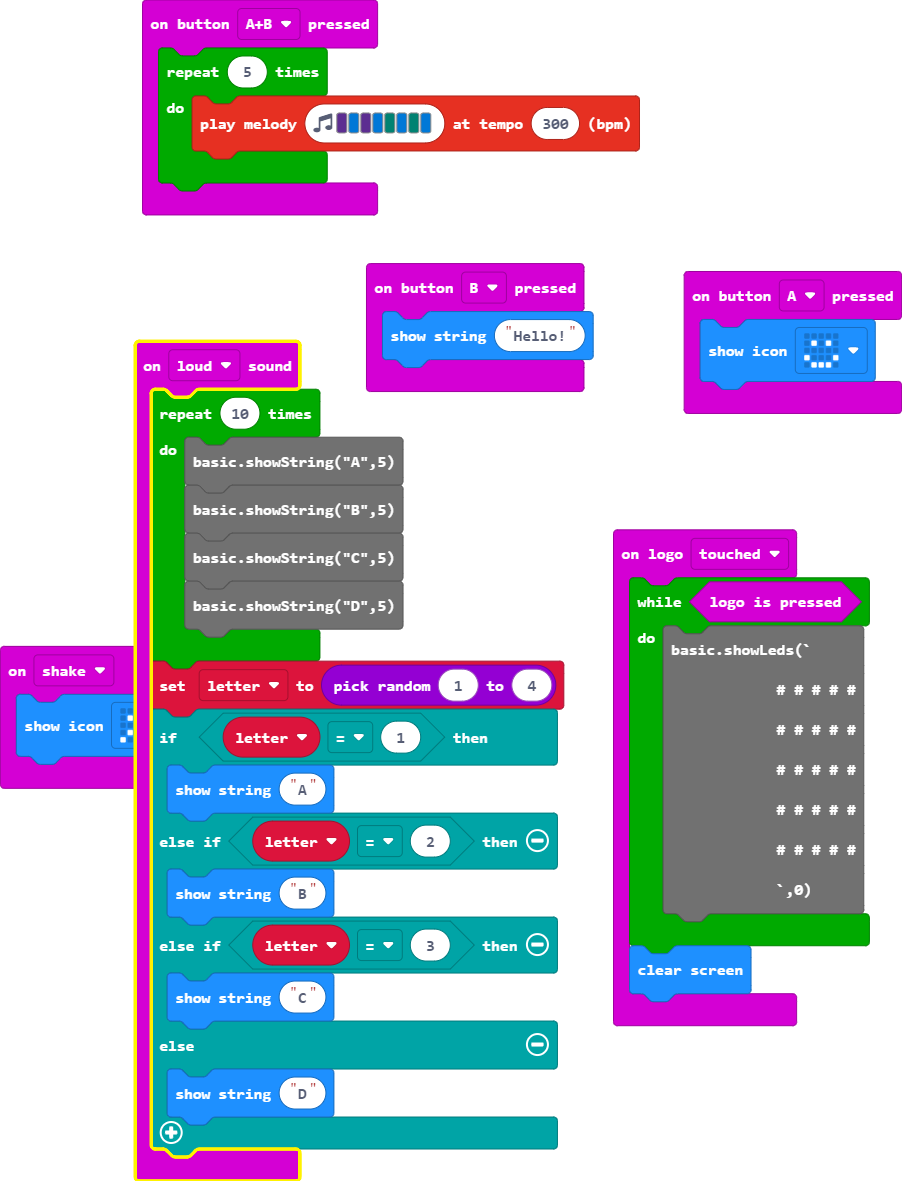 on button A+B pressed
repeat 5 times
do
play melody at tempo 300 (bpm)
on button B pressed
show string "Hello!"
on button A pressed
show icon
on loud sound
repeat 10 times
do
basic.showString("A",5)
basic.showString("B",5)
basic.showString("C",5)
basic.showString("D",5)
set letter to pick random 1 to 4
if letter = 1 then
show string "A"
else if letter = 2 then
show string "B"
else if letter = 3 then
show string "C"
else
show string "D"
on shake
show icon
on logo touched
while logo is pressed
do
basic.showLeds(`
# # # # #
# # # # #
# # # # #
# # # # #
# # # # #
`,0)
clear screen